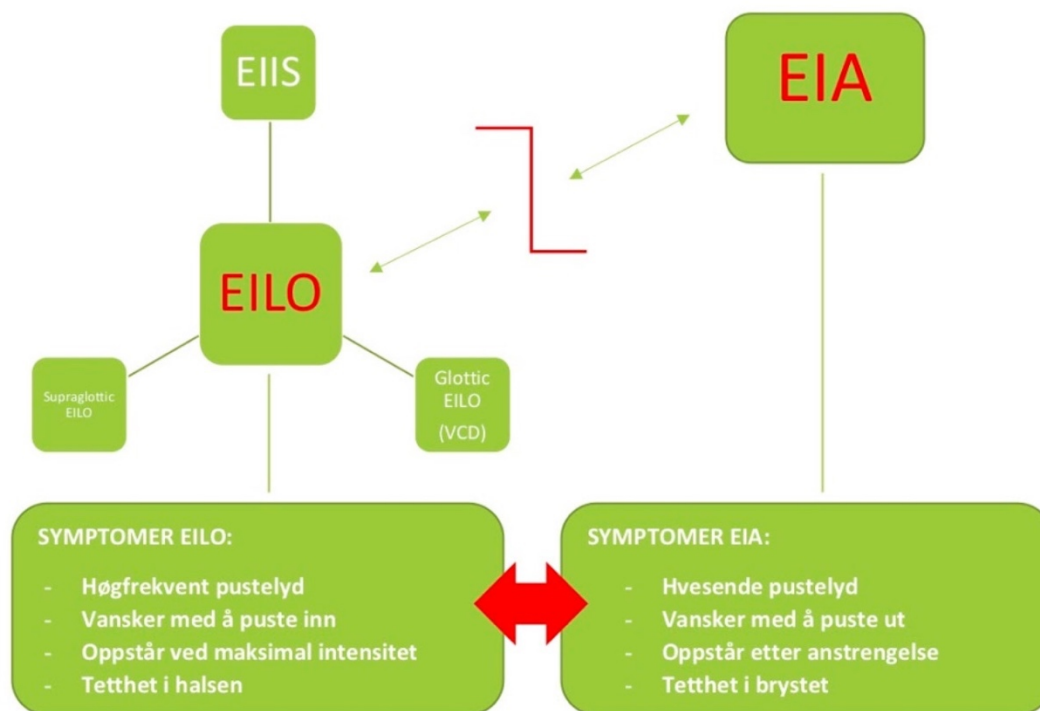 EIIS
EIA
EILO
Supraglottic
EILO
Glottic
EILO
(VCD)
SYMPTOMER EILO:
- Høgfrekvent pustelyd
- Vansker med å puste inn
- Oppstår ved maksimal intensitet
- Tetthet i halsen
SYMPTOMER EIA:
- Hvesende pustelyd
- Vansker med å puste ut
- Oppstår etter anstrengelse
- Tetthet i brystet